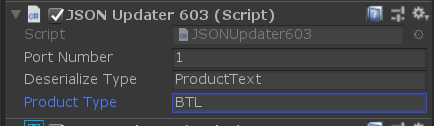 JSON Updater 603 (Script)
Script JSONUpdater603
Port Number 1
Deserialize Type ProductText
Product Type BTL